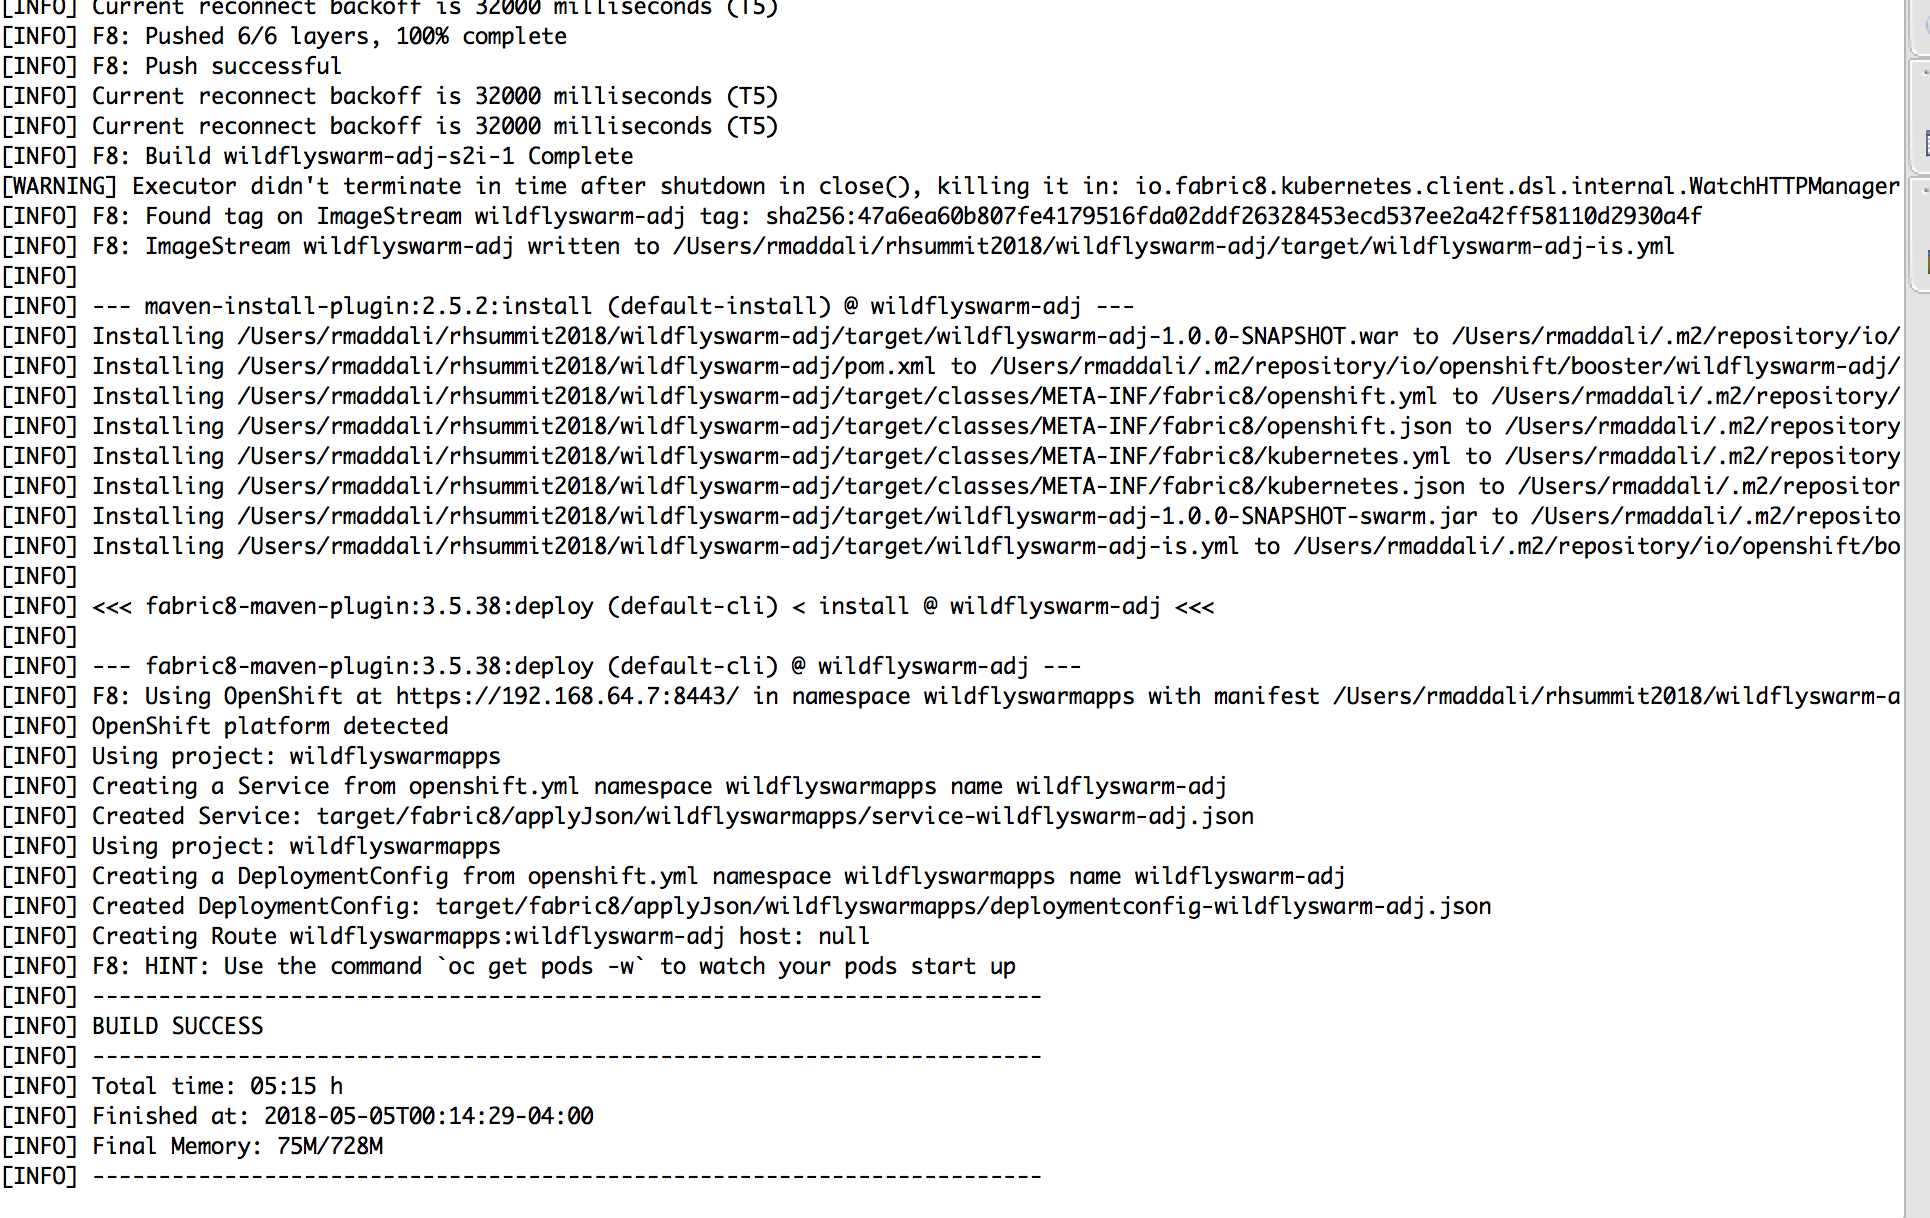 [INFO] Current reconnect backoff is 32000 milliseconds (T5)
[INFO] F8: Pushed 6/6 layers, 100% complete
[INFO] F8: Push successful
[INFO] Current reconnect backoff is 32000 milliseconds (T5)
[INFO] Current reconnect backoff is 32000 milliseconds (T5)
[INFO] F8: Build wildflyswarm-adj-s2i-1 Complete
[WARNING] Executor didn't terminate in time after shutdown in close(), killing it in: io.fabric8.kubernetes.client.dsl.internal.WatchHTTPManager
[INFO] F8: Found tag on ImageStream wildflyswarm-adj tag: sha256:47a6ea60b807fe4179516fda02ddf26328453ecd537ee2a42ff58110d2930a4f
[INFO] F8: ImageStream wildflyswarm-adj written to /Users/rmaddali/rhsummit2018/wildflyswarm-adj/target/wildflyswarm-adj-is.yml
[INFO]
[INFO] --- maven-install-plugin:2.5.2:install (default-install) @ wildflyswarm-adj ---
[INFO] Installing /Users/rmaddali/rhsummit2018/wildflyswarm-adj/target/wildflyswarm-adj-1.0.0-SNAPSHOT.war to /Users/rmaddali/.m2/repository/io/
[INFO] Installing /Users/rmaddali/rhsummit2018/wildflyswarm-adj/pom.xml to /Users/rmaddali/.m2/repository/io/openshift/booster/wildflyswarm-adj/
[INFO] Installing /Users/rmaddali/rhsummit2018/wildflyswarm-adj/target/classes/META-INF/fabric8/openshift.yml to /Users/rmaddali/.m2/repository/
[INFO] Installing /Users/rmaddali/rhsummit2018/wildflyswarm-adj/target/classes/META-INF/fabric8/openshift.json to /Users/rmaddali/.m2/repository
[INFO] Installing /Users/rmaddali/rhsummit2018/wildflyswarm-adj/target/classes/META-INF/fabric8/kubernetes.yml to /Users/rmaddali/.m2/repository
[INFO] Installing /Users/rmaddali/rhsummit2018/wildflyswarm-adj/target/classes/META-INF/fabric8/kubernetes.json to /Users/rmaddali/.m2/repositor
[INFO] Installing /Users/rmaddali/rhsummit2018/wildflyswarm-adj/target/wildflyswarm-adj-1.0.0-SNAPSHOT-swarm.jar to /Users/rmaddali/.m2/reposito
[INFO] Installing /Users/rmaddali/rhsummit2018/wildflyswarm-adj/target/wildflyswarm-adj-is.yml to /Users/rmaddali/.m2/repository/io/openshift/bo
[INFO]
[INFO] <<< fabric8-maven-plugin:3.5.38:deploy (default-cli) < install @ wildflyswarm-adj <<<
[INFO]
[INFO] --- fabric8-maven-plugin:3.5.38:deploy (default-cli) @ wildflyswarm-adj ---
[INFO] F8: Using OpenShift at https://192.168.64.7:8443/ in namespace wildflyswarmapps with manifest /Users/rmaddali/rhsummit2018/wildflyswarm-a
[INFO] OpenShift platform detected
[INFO] Using project: wildflyswarmapps
[INFO] Creating a Service from openshift.yml namespace wildflyswarmapps name wildflyswarm-adj
[INFO] Created Service: target/fabric8/applyJson/wildflyswarmapps/service-wildflyswarm-adj.json
[INFO] Using project: wildflyswarmapps
[INFO] Creating a DeploymentConfig from openshift.yml namespace wildflyswarmapps name wildflyswarm-adj
[INFO] Created DeploymentConfig: target/fabric8/applyJson/wildflyswarmapps/deploymentconfig-wildflyswarm-adj.json
[INFO] Creating Route wildflyswarmapps:wildflyswarm-adj host: null
[INFO] F8: HINT: Use the command `oc get pods -w` to watch your pods start up
[INFO] ------------------------------------------------------------------------
[INFO] BUILD SUCCESS
[INFO] ------------------------------------------------------------------------
[INFO] Total time: 05:15 h
[INFO] Finished at: 2018-05-05T00:14:29-04:00
[INFO] Final Memory: 75M/728M
[INFO] ------------------------------------------------------------------------